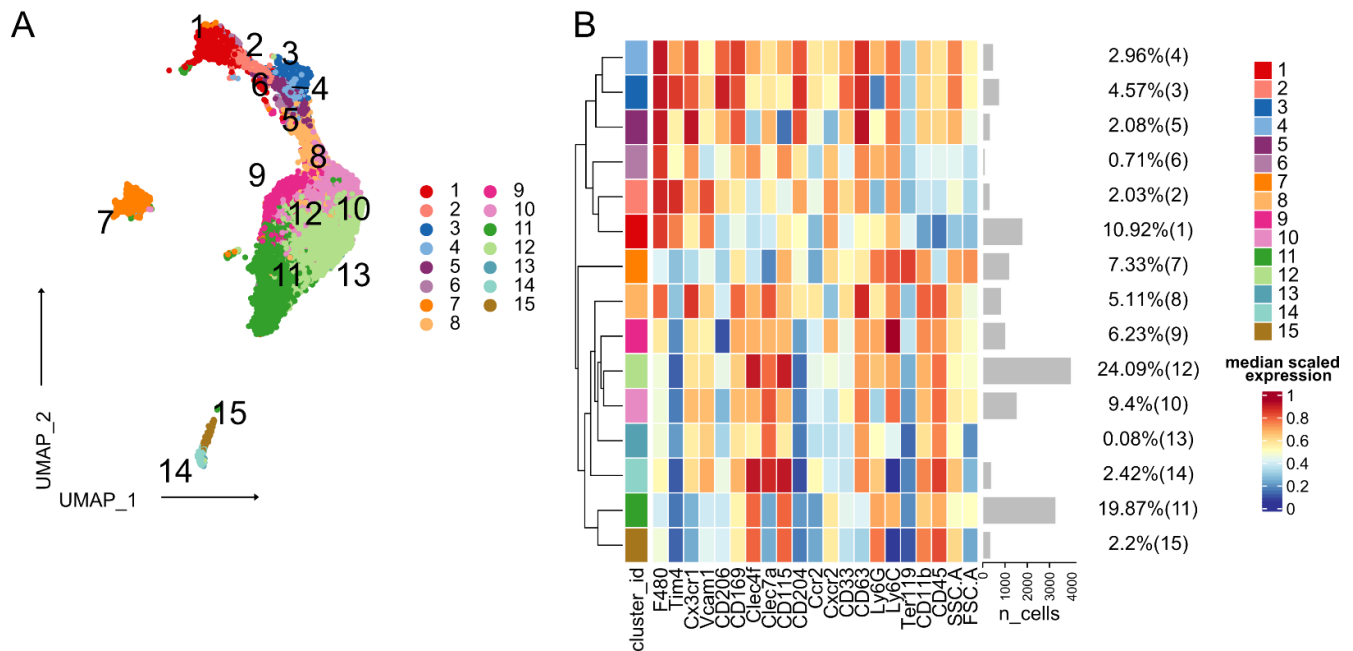 A
1
2
3
6
4
5
8
9
7
12
10
11
13
15
14
UMAP_2
UMAP_1
1
2
3
4
5
6
7
8
9
10
11
12
13
14
15
B
2.96%(4)
4.57%(3)
2.08%(5)
0.71%(6)
2.03%(2)
10.92%(1)
7.33%(7)
5.11%(8)
6.23%(9)
24.09%(12)
9.4%(10)
0.08%(13)
2.42%(14)
19.87%(11)
2.2%(15)
cluster_id
F480
Tim4
Cx3cr1
Vcam1
CD206
CD169
Clec4f
Clec7a
CD115
CD204
Ccr2
Cxcr2
CD33
CD63
Ly6G
Ly6C
Ter119
CD11b
CD45
SSC.A
FSC.A
0
1000
2000
3000
4000
n_cells
1
2
3
4
5
6
7
8
9
10
11
12
13
14
15
median scaled
expression
1
0.8
0.6
0.4
0.2
0